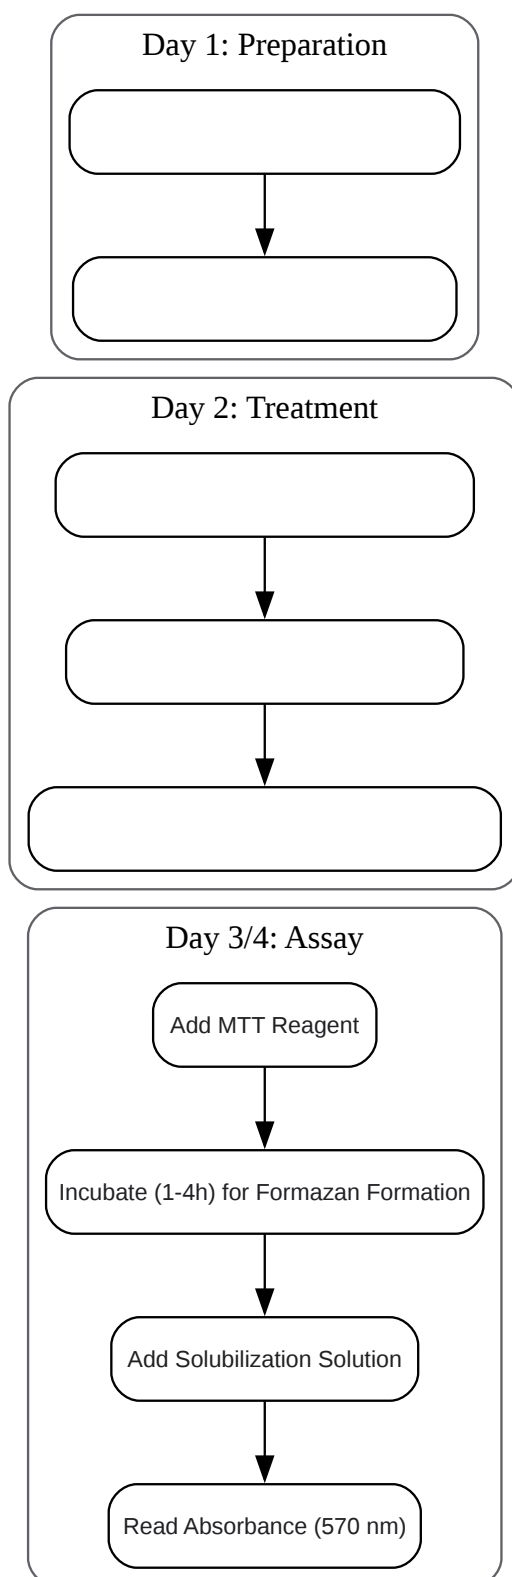 Day 1: Preparation
Day 2: Treatment
Day 3/4: Assay
Add MTT Reagent
Incubate (1-4h) for Formazan Formation
Add Solubilization Solution
Read Absorbance (570 nm)